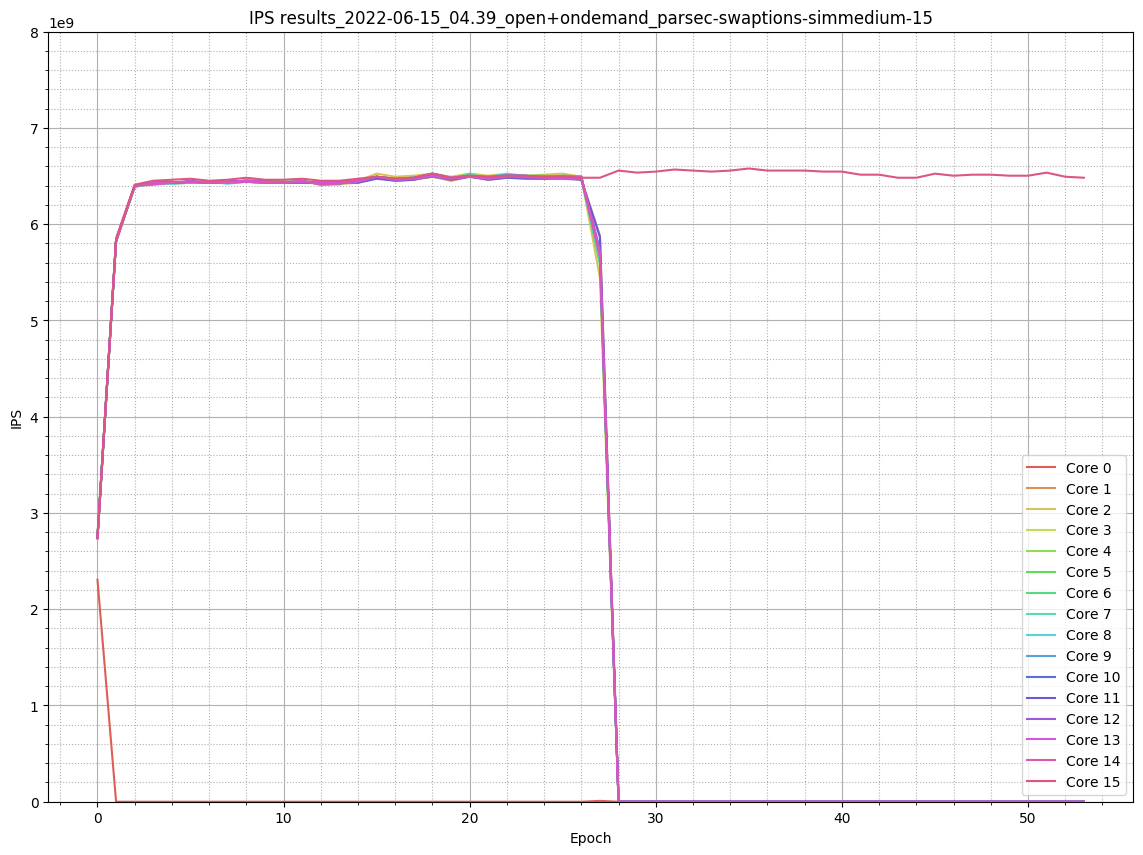 IPS results_2022-06-15_04.39_open+ondemand_parsec-swaptions-simmedium-15
1e9
8
7
6
5
4
3
2
1
0
IPS
0 10 20 30 40 50
Epoch
Core 0
Core 1
Core 2
Core 3
Core 4
Core 5
Core 6
Core 7
Core 8
Core 9
Core 10
Core 11
Core 12
Core 13
Core 14
Core 15